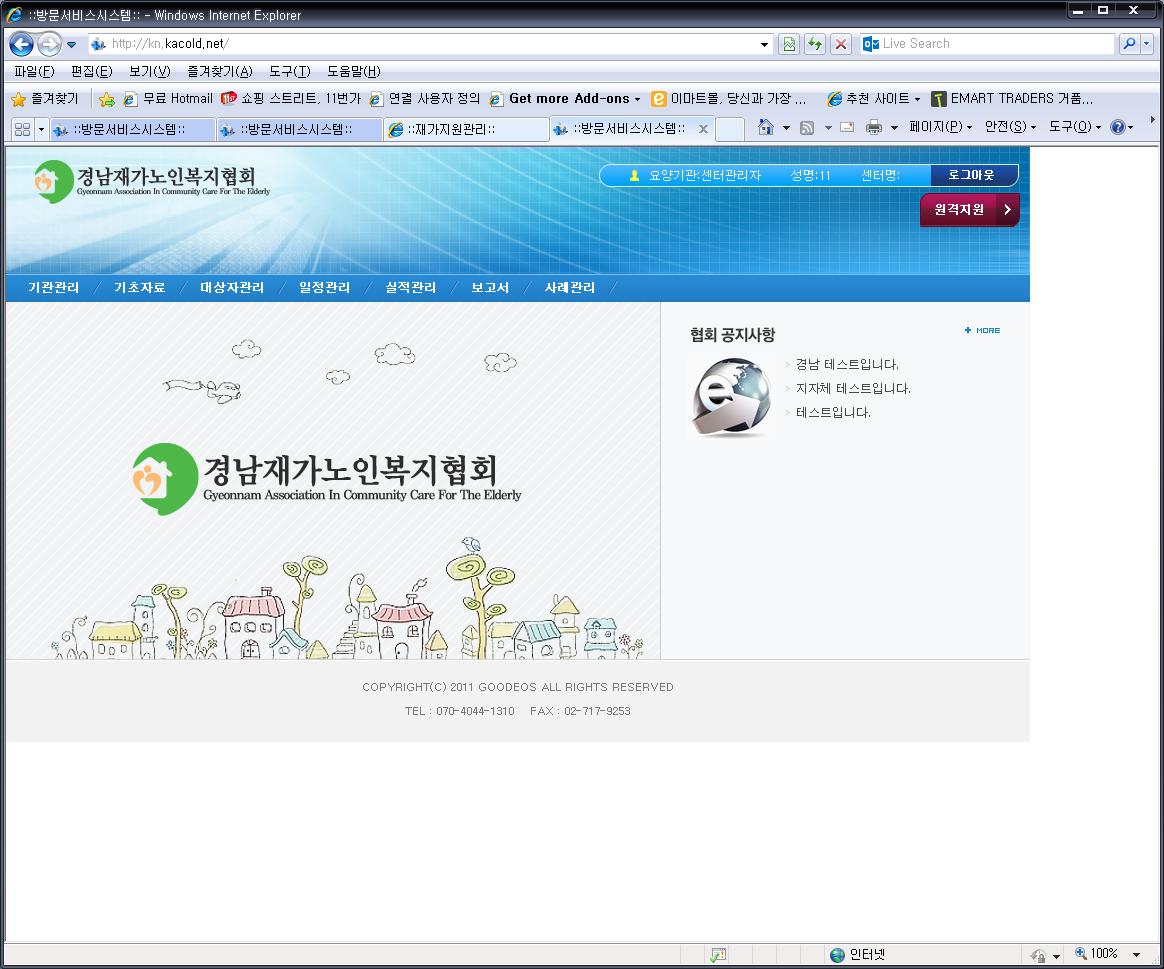 ::방문서비스시스템:: - Windows Internet Explorer
http://kn.kacold.net/
Live Search
파일(F) 편집(E) 보기(V) 즐겨찾기(A) 도구(T) 도움말(H)
즐겨찾기 무료 Hotmail 쇼핑 스트리트, 11번가 연결 사용자 정의 Get more Add-ons 이마트몰, 당신과 가장 ... 추천 사이트 EMART TRADERS 거품...
::방문서비스시스템:: ::방문서비스시스템:: ::재가지원관리:: ::방문서비스시스템:: 페이지(P) 안전(S) 도구(O)
경남재가노인복지협회
Gyeonnam Association In Community Care For The Elderly
요양기관:센터관리자 성명:11 센터명: 로그아웃
원격지원
기관관리 기초자료 대상자관리 일정관리 실적관리 보고서 사례관리
협회 공지사항
MORE
경남 테스트입니다.
지자체 테스트입니다.
테스트입니다.
경남재가노인복지협회
Gyeonnam Association In Community Care For The Elderly
COPYRIGHT(C) 2011 GOODEOS ALL RIGHTS RESERVED
TEL : 070-4044-1310 FAX : 02-717-9253
인터넷
100%